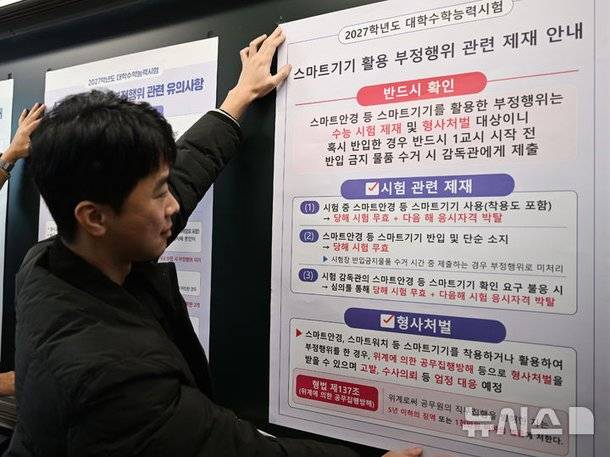 2027학년도 대학수학능력시험
부정행위 관련 유의사항
2027학년도 대학수학능력시험
스마트기기 활용 부정행위 관련 제재 안내
반드시 확인
스마트안경 등 스마트기기를 활용한 부정행위는
수능 시험 제재 및 형사처벌 대상이니
혹시 반입한 경우 반드시 1교시 시작 전
반입 금지 물품 수거 시 감독관에게 제출
시험 관련 제재
(1) 시험 중 스마트안경 등 스마트기기 사용(착용도 포함)
→ 당해 시험 무효 + 다음 해 응시자격 박탈
(2) 스마트안경 등 스마트기기 반입 및 단순 소지
→ 당해 시험 무효
▸ 시험장 반입금지물품 수거 시간 중 제출하는 경우 부정행위로 미처리
(3) 시험 감독관의 스마트안경 등 스마트기기 확인 요구 불응 시
→ 심의를 통해 당해 시험 무효 + 다음해 시험 응시자격 박탈
형사처벌
▸ 스마트안경, 스마트워치 등 스마트기기를 착용하거나 활용하여
부정행위를 한 경우, 위계에 의한 공무집행방해 등으로 형사처벌을
받을 수 있으며 고발, 수사의뢰 등 엄정 대응 예정
형법 제137조
(위계에 의한 공무집행방해)
위계로써 공무원의 직무집행을
5년 이하의 징역 또는
처한다.
뉴시스